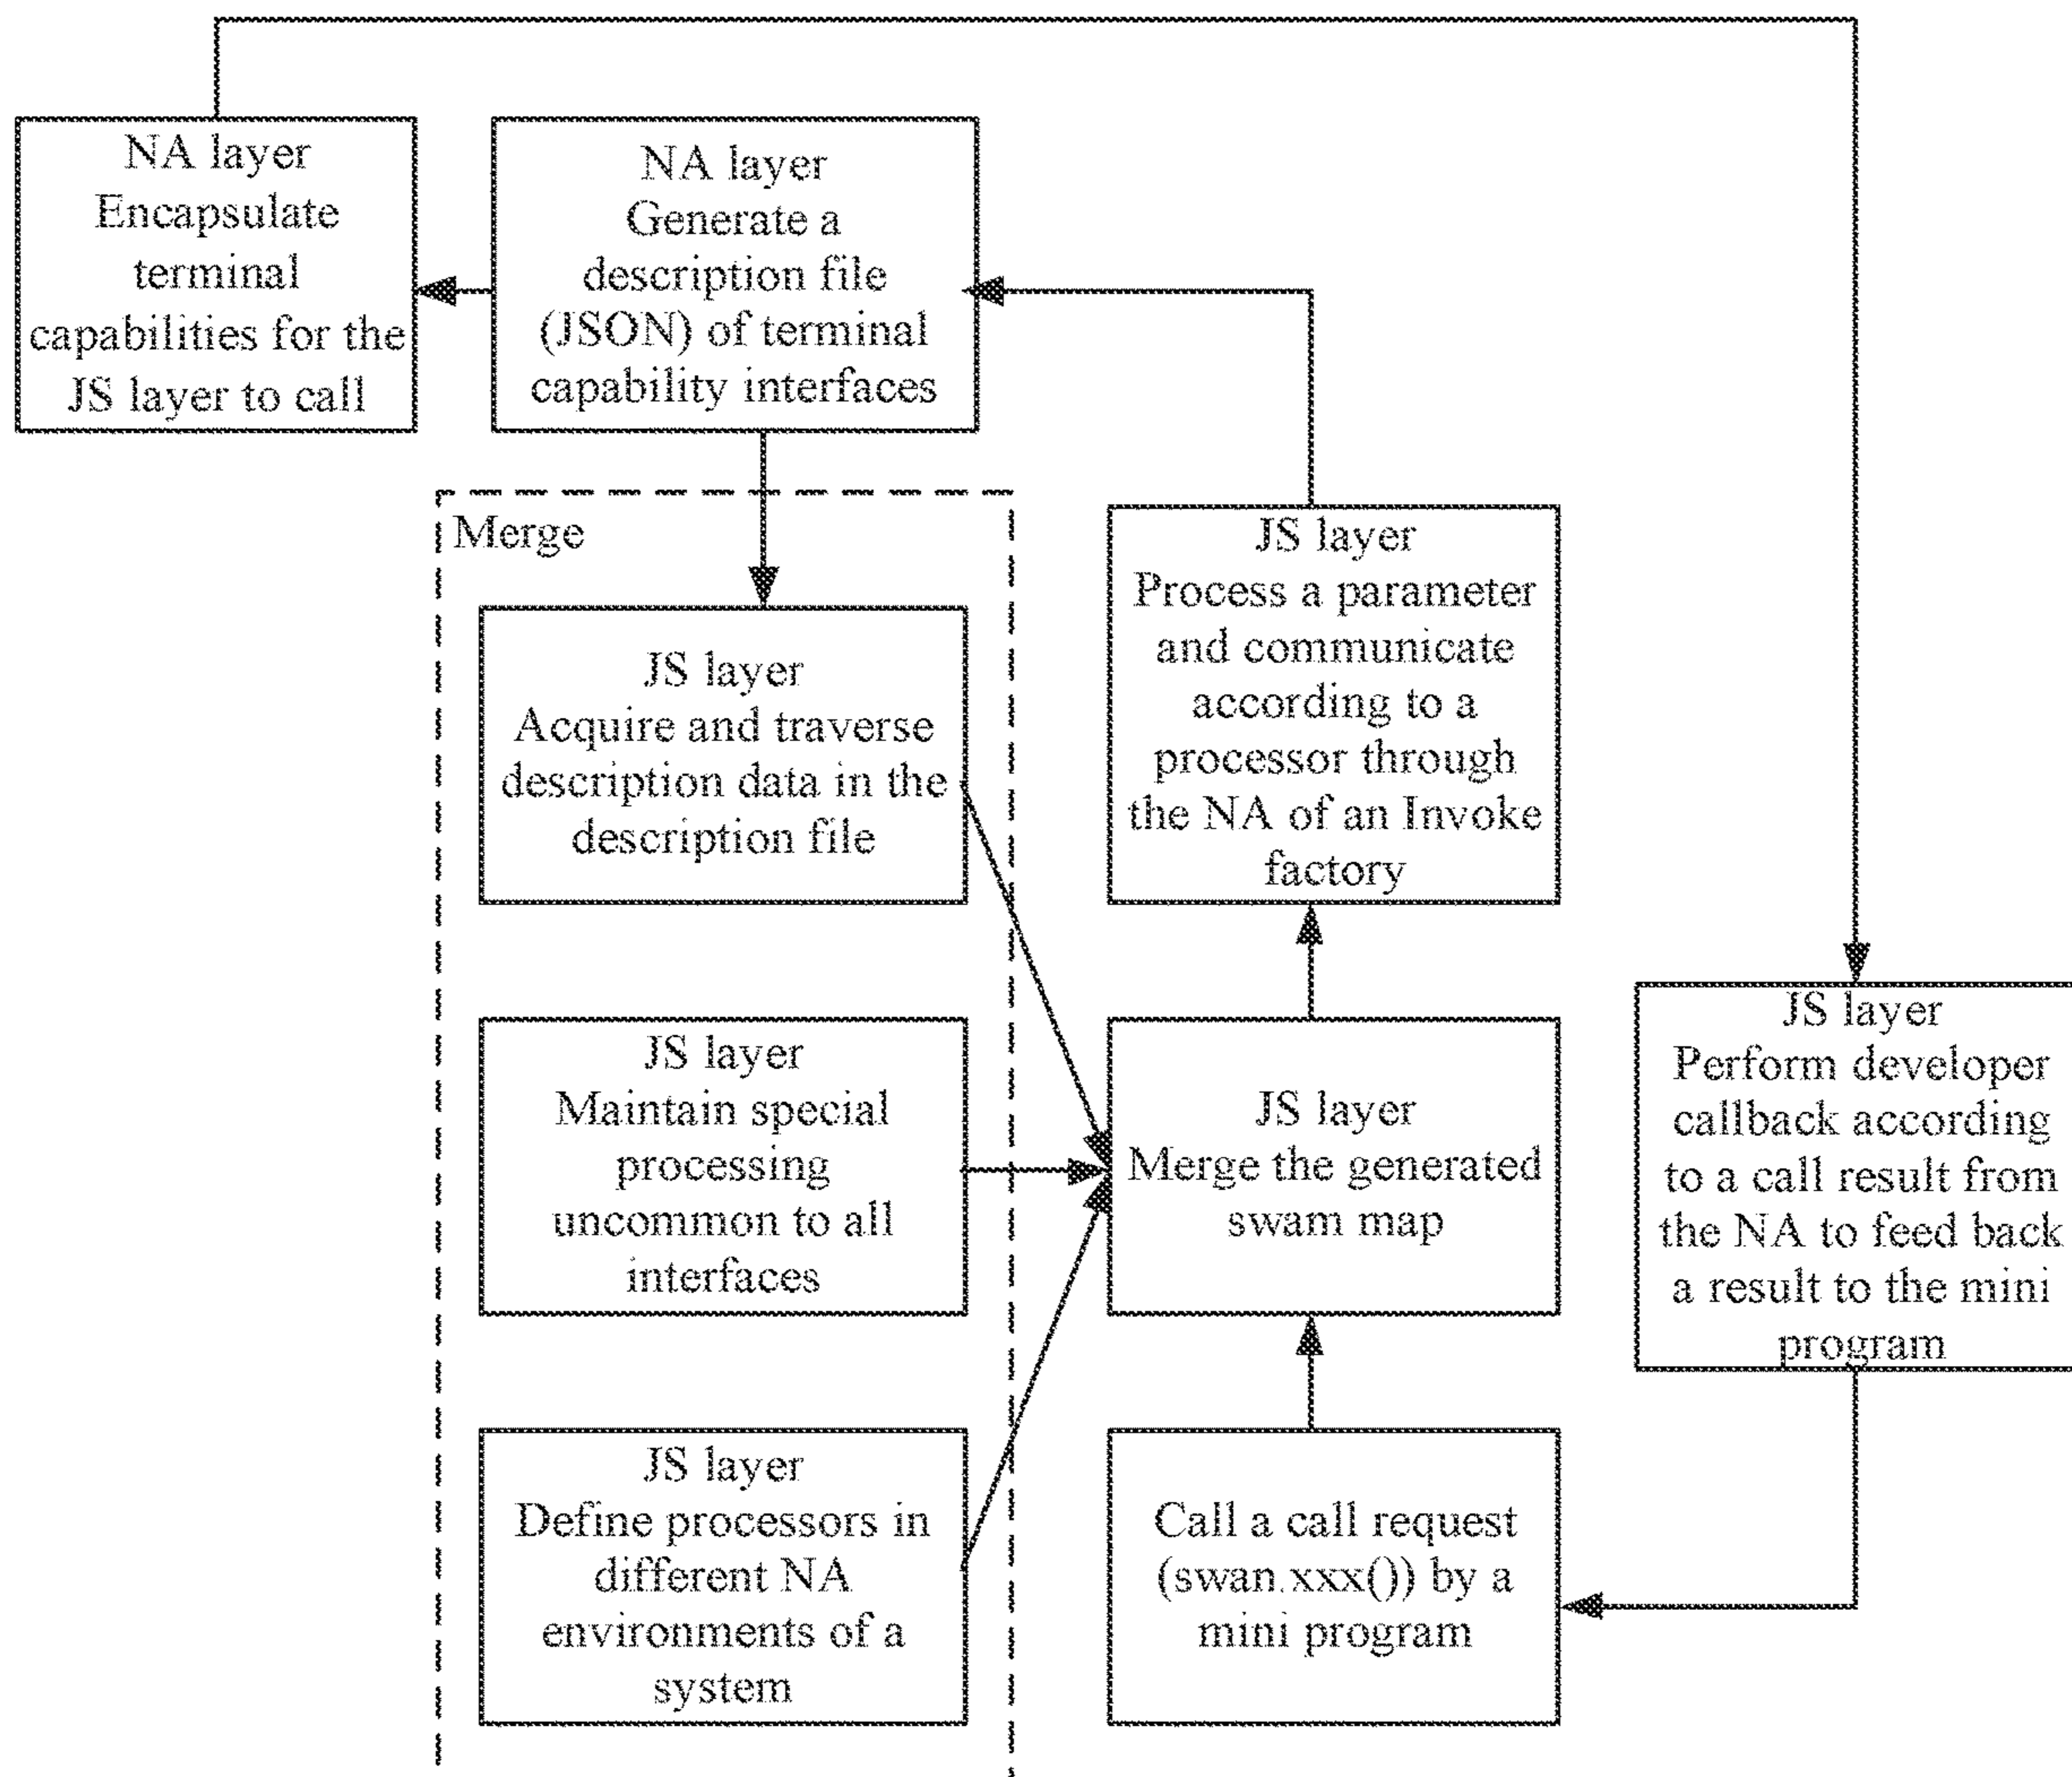 NA layer
Encapsulate
terminal
capabilities for the
JS layer to call
NA layer
Generate a
description file
(JSON) of terminal
capability interfaces
Merge
JS layer
Acquire and traverse
description data in the
description file
JS layer
Process a parameter
and communicate
according to a
processor through
the NA of an Invoke
factory
JS layer
Maintain special
processing
uncommon to all
interfaces
JS layer
Merge the generated
swam map
JS layer
Perform developer
callback according
to a call result from
the NA to feed back
a result to the mini
program
JS layer
Define processors in
different NA
environments of a
system
Call a call request
(swan.xxx()) by a
mini program